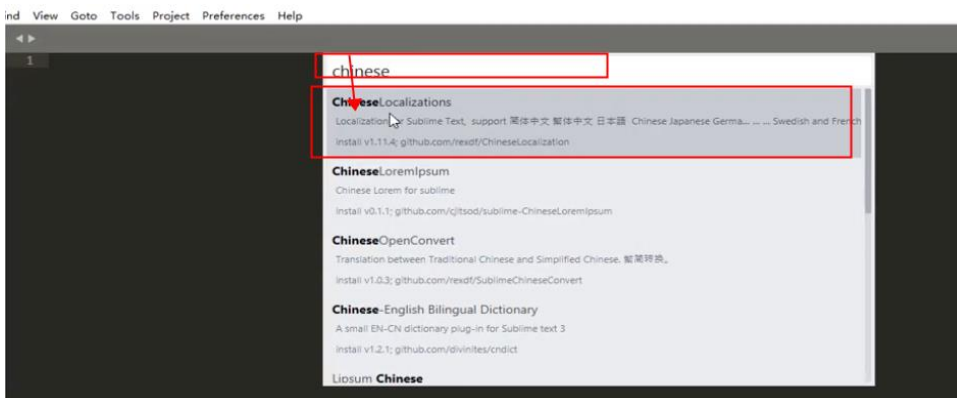 ind View Goto Tools Project Preferences Help
1
chinese
ChineseLocalizations
Localization for Sublime Text, support 简体中文 繁体中文 日本語 Chinese Japanese Germa... ... ... Swedish and French
install v1.11.4; github.com/rexdf/ChineseLocalization
ChineseLoremIpsum
Chinese Lorem for sublime
install v0.1.1; github.com/cjltsod/sublime-ChineseLoremIpsum
ChineseOpenConvert
Translation between Traditional Chinese and Simplified Chinese. 繁简转换。
install v1.0.3; github.com/rexdf/SublimeChineseConvert
Chinese-English Bilingual Dictionary
A small EN-CN dictionary plug-in for Sublime text 3
install v1.2.1; github.com/divinites/cndict
Lipsum Chinese